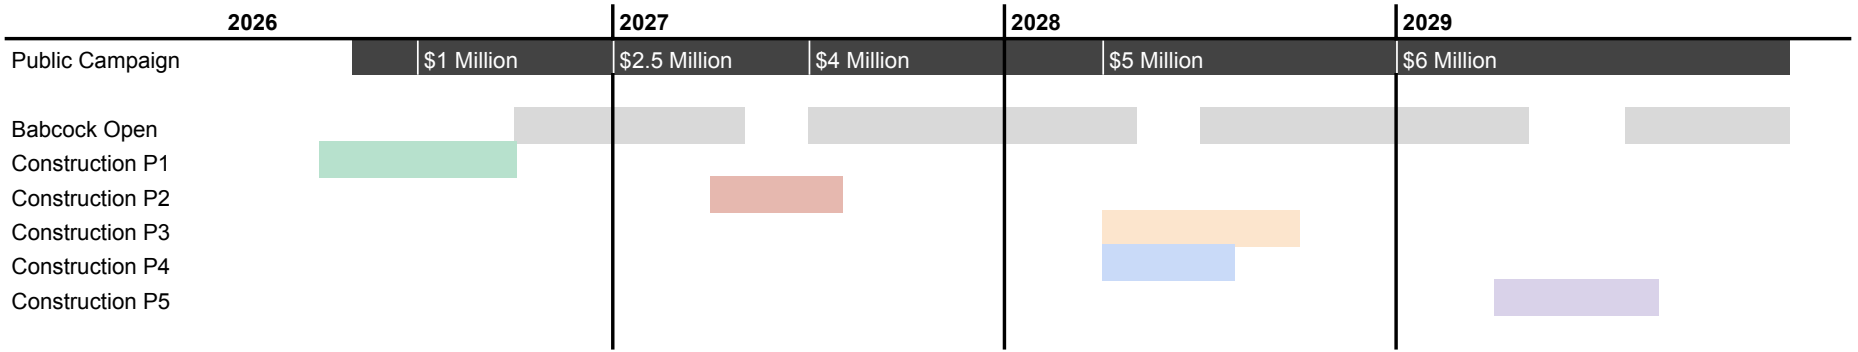 2026 2027 2028 2029
Public Campaign $1 Million $2.5 Million $4 Million $5 Million $6 Million
Babcock Open
Construction P1
Construction P2
Construction P3
Construction P4
Construction P5